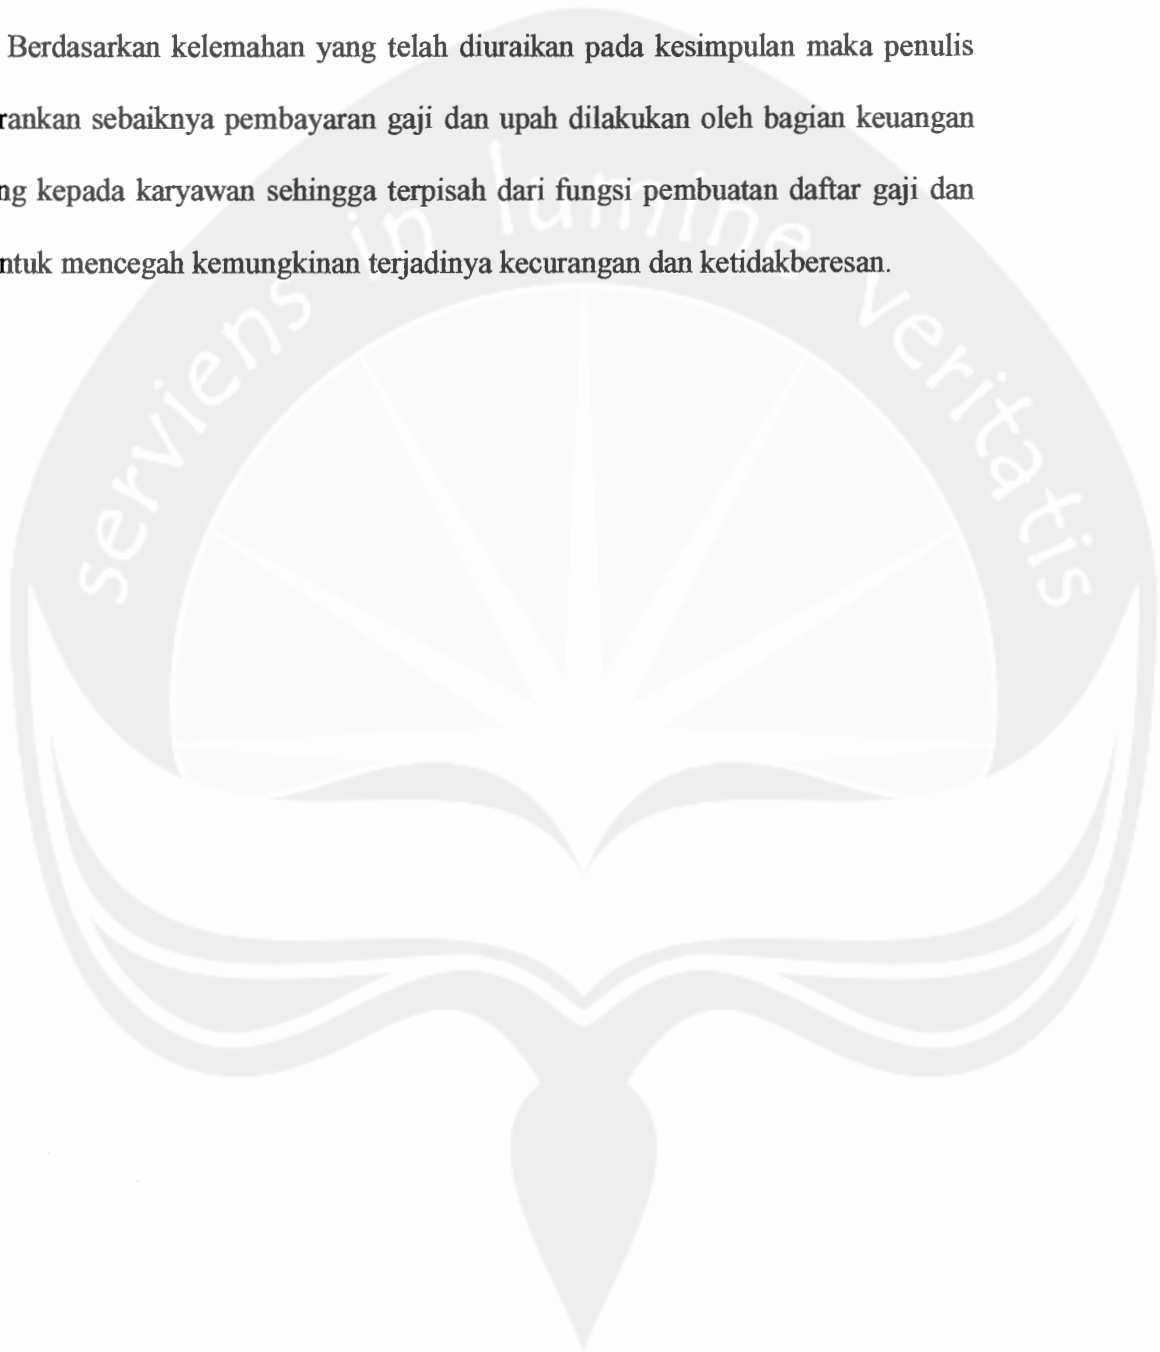 Berdasarkan kelemahan yang telah diuraikan pada kesimpulan maka penulis
rankan sebaiknya pembayaran gaji dan upah dilakukan oleh bagian keuangan
ng kepada karyawan sehingga terpisah dari fungsi pembuatan daftar gaji dan
ntuk mencegah kemungkinan terjadinya kecurangan dan ketidakberesan.
serviens in lumine veritatis